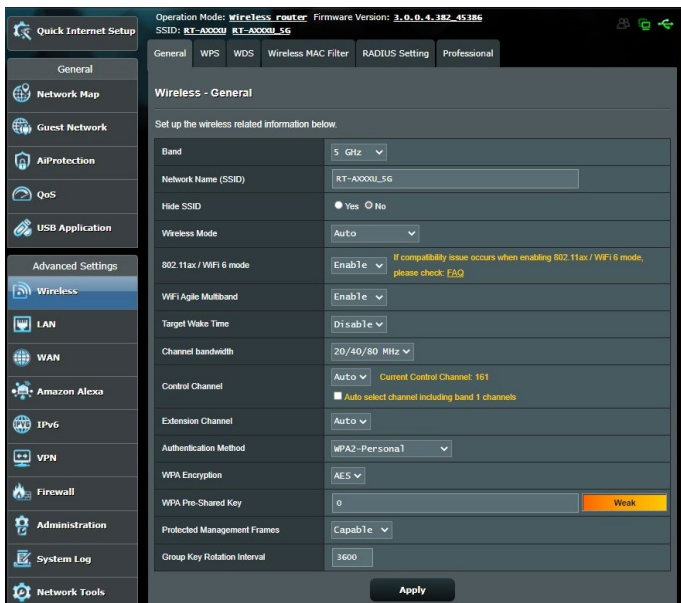 Operation Mode: Wireless router Firmware Version: 3.0.0.4.382_45386
SSID: RT-AXXXU RT-AXXXU_5G
Quick Internet Setup
General
Network Map
Guest Network
AiProtection
QoS
USB Application
Advanced Settings
Wireless
LAN
WAN
Amazon Alexa
IPv6
VPN
Firewall
Administration
System Log
Network Tools
General WPS WDS Wireless MAC Filter RADIUS Setting Professional
Wireless - General
Set up the wireless related information below.
Band 5 GHz
Network Name (SSID) RT-AXXXU_5G
Hide SSID Yes No
Wireless Mode Auto
802.11ax / WiFi 6 mode Enable If compatibility issue occurs when enabling 802.11ax / WiFi 6 mode,
please check: FAQ
WiFi Agile Multiband Enable
Target Wake Time Disable
Channel bandwidth 20/40/80 MHz
Control Channel Auto Current Control Channel: 161
Auto select channel including band 1 channels
Extension Channel Auto
Authentication Method WPA2-Personal
WPA Encryption AES
WPA Pre-Shared Key 0 Weak
Protected Management Frames Capable
Group Key Rotation Interval 3600
Apply